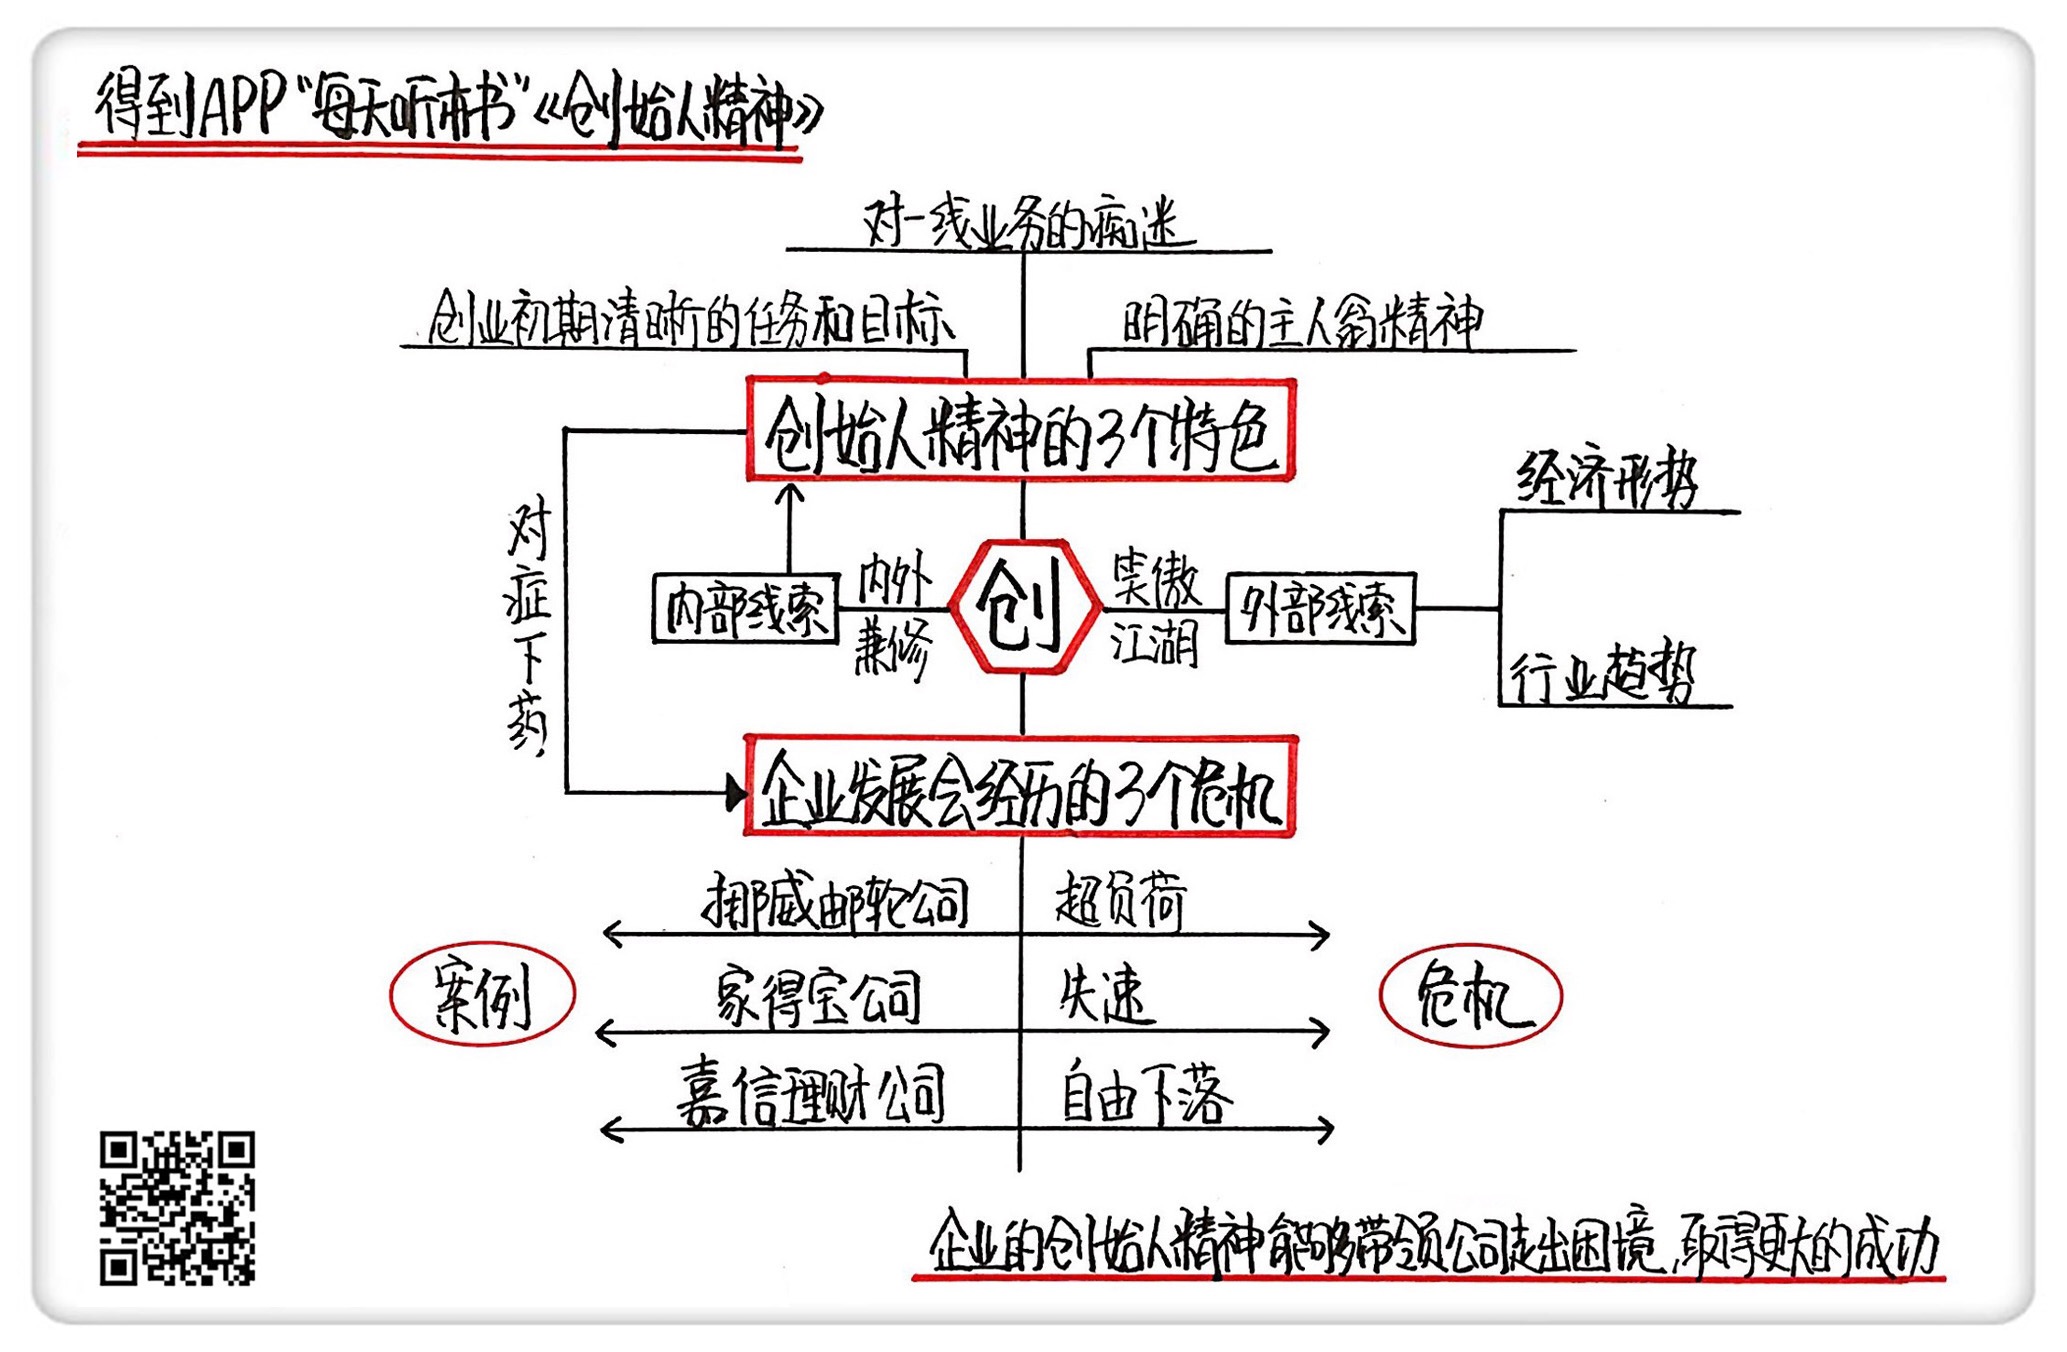 得到APP“每天听本书”《创始人精神》
对一线业务的痴迷
创业初期清晰的任务和目标
明确的主人翁精神
创始人精神的3个特色
对症下药
经济形势
内部线索
内外
兼修
创
笑傲
江湖
外部线索
行业趋势
企业发展会经历的3个危机
挪威邮轮公司
超负荷
案例
家得宝公司
失速
危机
嘉信理财公司
自由下落
企业的创始人精神能够带领公司走出困境,取得更大的成功